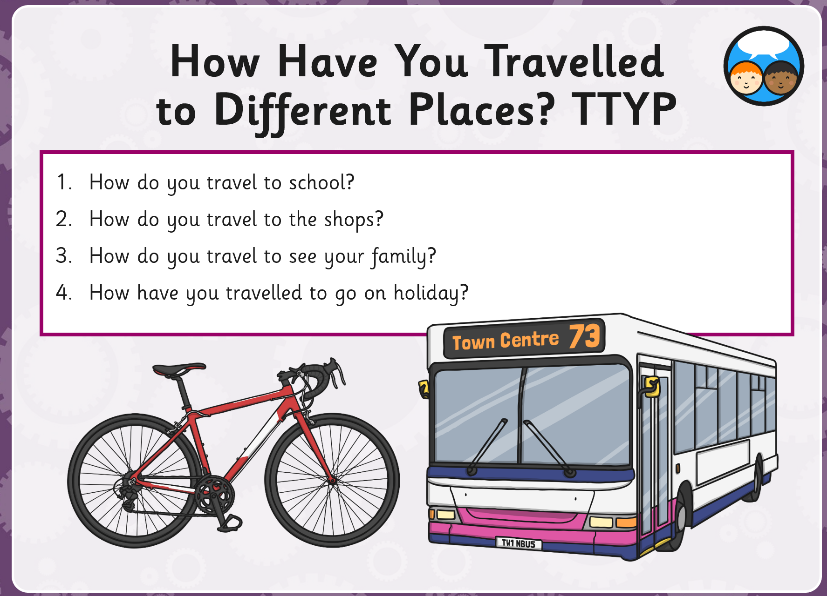 How Have You Travelled
to Different Places? TTYP
1. How do you travel to school?
2. How do you travel to the shops?
3. How do you travel to see your family?
4. How have you travelled to go on holiday?
Town Centre 73
TW1 NBUS